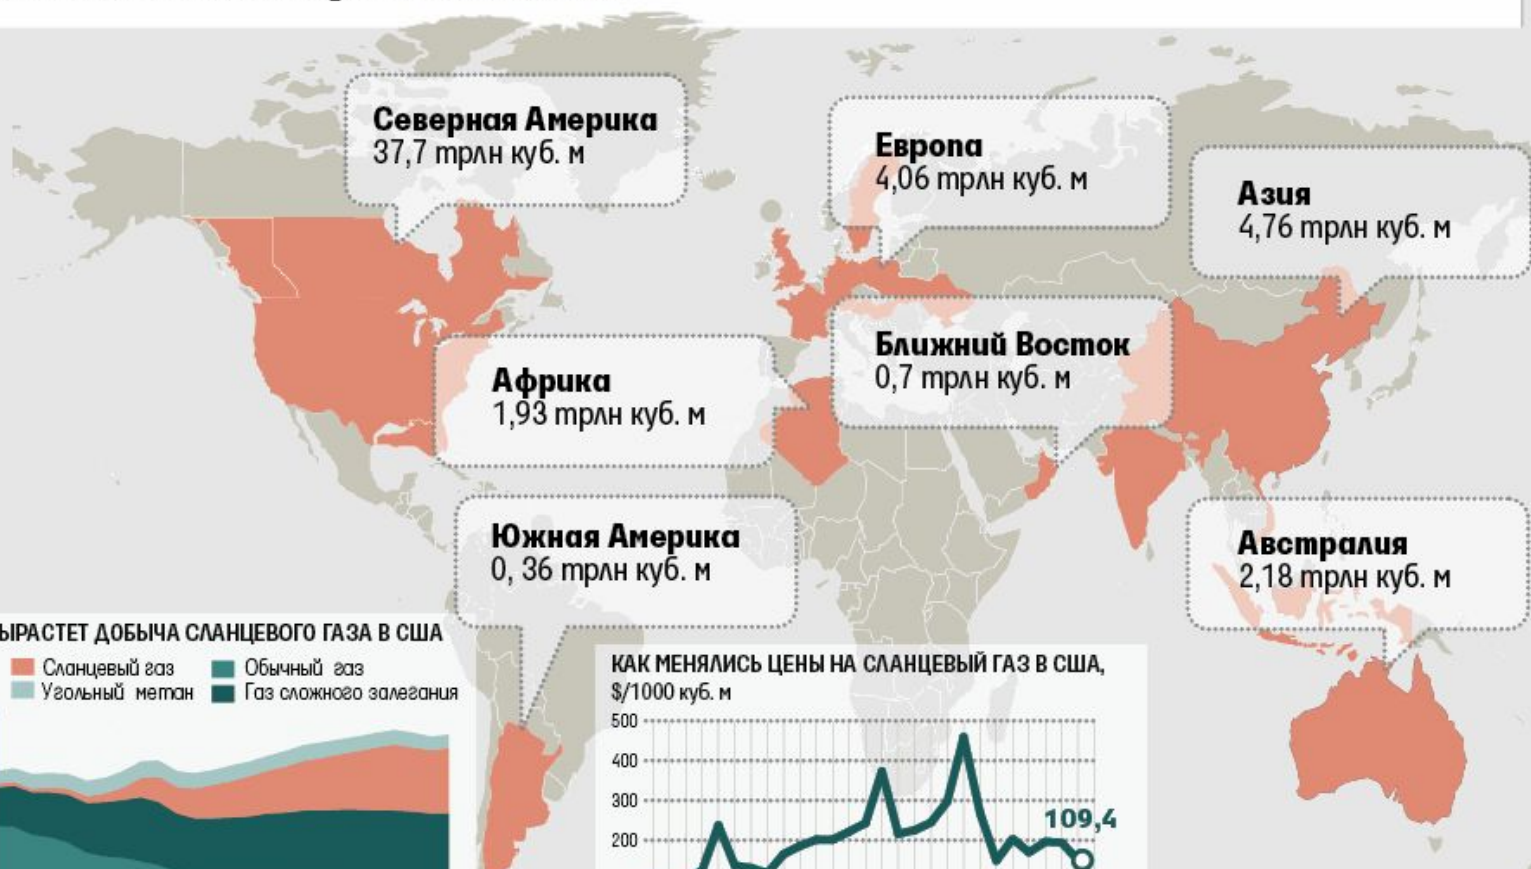 Северная Америка
37,7 трлн куб. м
Европа
4,06 трлн куб. м
Азия
4,76 трлн куб. м
Ближний Восток
0,7 трлн куб. м
Африка
1,93 трлн куб. м
Южная Америка
0, 36 трлн куб. м
Австралия
2,18 трлн куб. м
ЫРАСТЕТ ДОБЫЧА СЛАНЦЕВОГО ГАЗА В США
Сланцевый газ
Обычный газ
Угольный метан
Газ сложного залегания
КАК МЕНЯЛИСЬ ЦЕНЫ НА СЛАНЦЕВЫЙ ГАЗ В США,
$/1000 куб. м
500
400
300
200
109,4